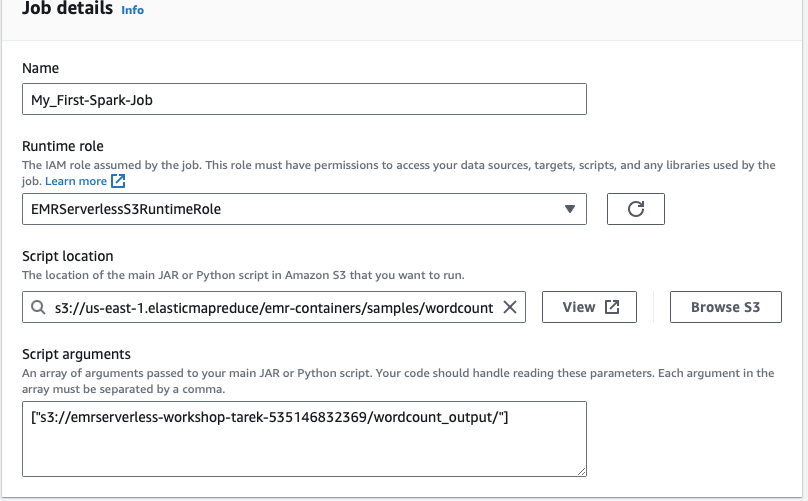 Job details Info
Name
My_First-Spark-Job
Runtime role
The IAM role assumed by the job. This role must have permissions to access your data sources, targets, scripts, and any libraries used by the
job. Learn more
EMRServerlessS3RuntimeRole
Script location
The location of the main JAR or Python script in Amazon S3 that you want to run.
s3://us-east-1.elasticmapreduce/emr-containers/samples/wordcount
View
Browse S3
Script arguments
An array of arguments passed to your main JAR or Python script. Your code should handle reading these parameters. Each argument in the
array must be separated by a comma.
["s3://emrserverless-workshop-tarek-535146832369/wordcount_output/"]